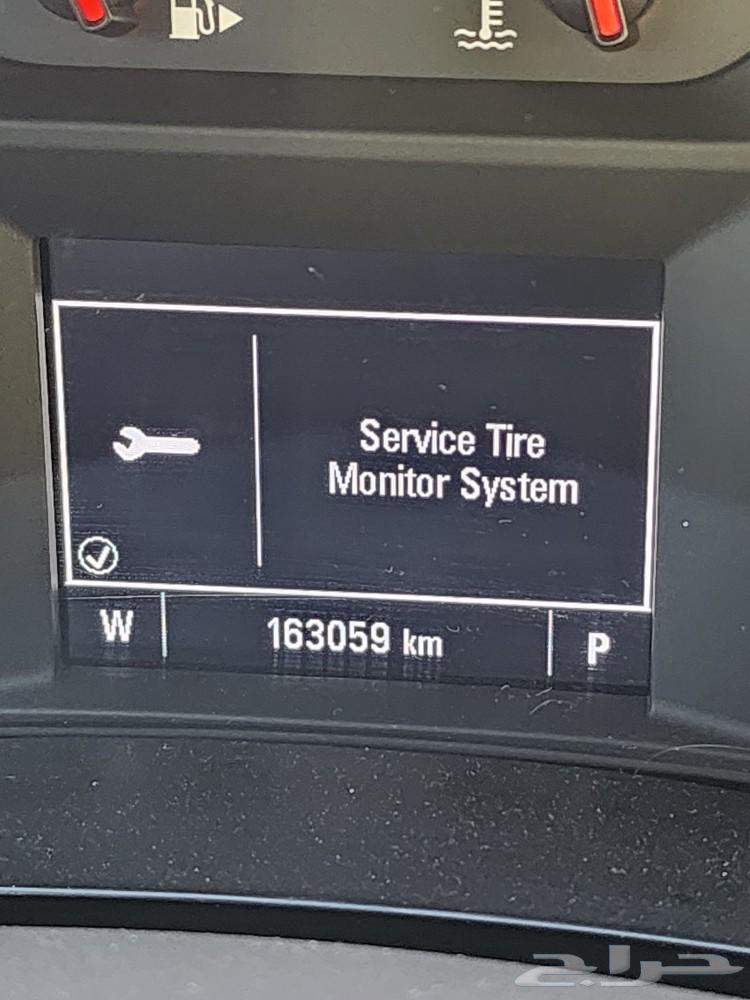 Service Tire
Monitor System
W
163059 km
P
حراج